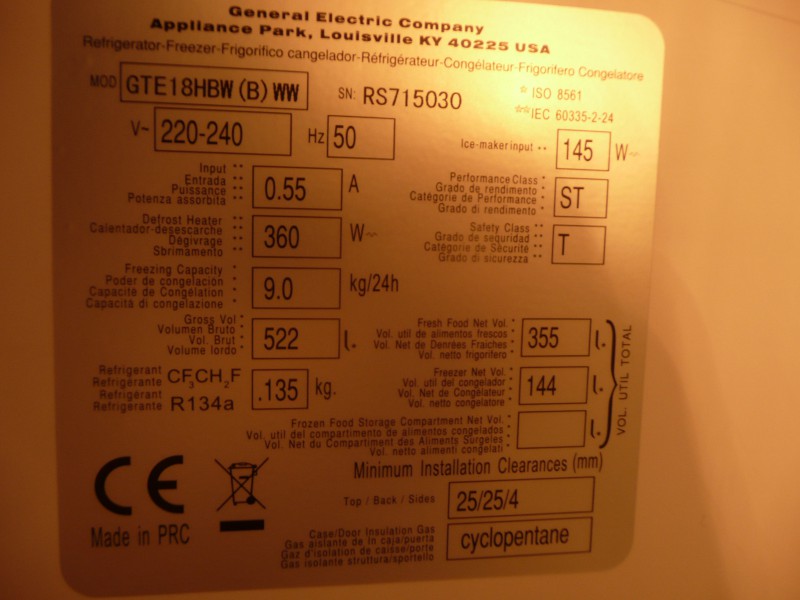 General Electric Company
Appliance Park, Louisville KY 40225 USA
Refrigerator-Freezer-Frigorifico cangelador-Réfrigérateur-Congélateur-Frigorifero Congelatore
MOD GTE18HBW (B) WW SN: RS715030
☆ ISO 8561
☆☆IEC 60335-2-24
V~ 220-240 Hz 50
Ice-maker input 145 W~
Input
Entrada
Puissance
Potenza assorbita
0.55 A
Performance Class
Grado de rendimento
Catégorie de Performance
Grado di rendimento
ST
Defrost Heater
Calentador-desescarche
Dégivrage
Sbrimamento
360 W~
Safety Class
Grado de sequridad
Catégorie de Sécurité
Grado di sicurezza
T
Freezing Capacity
Poder de congelación
Capacité de Congélation
Capacita di congelazione
9.0 kg/24h
Gross Vol
Volumen Bruto
Vol. Brut
Volume lordo
522 l.
Fresh Food Net Vol.
Vol. util de alimentos frescos
Vol. Net de Denrées Fraiches
Vol. netto frigorifero
355 l.
Refrigerant
Refrigérante
Refrigerant
Refrigerante
CF3CH2F
R134a
.135 kg.
Freezer Net Vol.
Vol. util del congelador
Vol. Net de Congélateur
Vol. netto congelatore
144 l.
Frozen Food Storage Compartment Net Vol.
Vol. util del compartimento de alimentos congelados
Vol. Net du Compartiment des Aliments Surgeles
Vol. netto alimenti congelati
l.
VOL. UTIL TOTAL
Minimum Installation Clearances (mm)
Top / Back / Sides 25/25/4
CE
Made in PRC
Case/Door Insulation Gas
Gas aislante de In caja/puerta
Gaz d'isolation de caisse/porte
Gas isolante struttura/sportello
cyclopentane